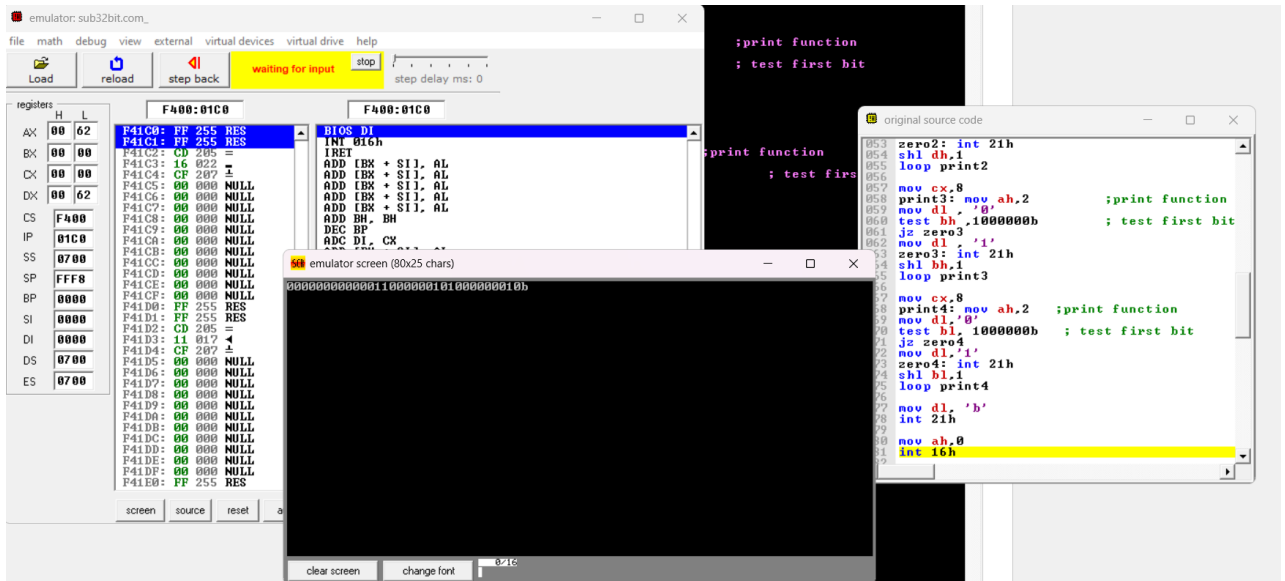 emulator: sub32bit.com_
file math debug view external virtual devices virtual drive help
Load
reload
step back
waiting for input
stop
step delay ms: 0
registers
H L
AX 00 62
BX 00 00
CX 00 00
DX 00 62
CS F400
IP 01C0
SS 0700
SP FFF8
BP 0000
SI 0000
DI 0000
DS 0700
ES 0700
F400:01C0
F41C0: FF 255 RES
F41C1: FF 255 RES
F41C2: CD 205 =
F41C3: 16 022 ▬
F41C4: CF 207 ╧
F41C5: 00 000 NULL
F41C6: 00 000 NULL
F41C7: 00 000 NULL
F41C8: 00 000 NULL
F41C9: 00 000 NULL
F41CA: 00 000 NULL
F41CB: 00 000 NULL
F41CC: 00 000 NULL
F41CD: 00 000 NULL
F41CE: 00 000 NULL
F41CF: 00 000 NULL
F41D0: FF 255 RES
F41D1: FF 255 RES
F41D2: CD 205 =
F41D3: 11 017 ◄
F41D4: CF 207 ╧
F41D5: 00 000 NULL
F41D6: 00 000 NULL
F41D7: 00 000 NULL
F41D8: 00 000 NULL
F41D9: 00 000 NULL
F41DA: 00 000 NULL
F41DB: 00 000 NULL
F41DC: 00 000 NULL
F41DD: 00 000 NULL
F41DE: 00 000 NULL
F41DF: 00 000 NULL
F41E0: FF 255 RES
F400:01C0
BIOS DI
INT 016h
IRET
ADD [BX + SI], AL
ADD [BX + SI], AL
ADD [BX + SI], AL
ADD [BX + SI], AL
ADD BH, BH
DEC BP
ADC DI, CX
screen
source
reset
;print function
; test first bit
;print function
; test firs
original source code
053 zero2: int 21h
054 shl dh,1
055 loop print2
056
057 mov cx,8
058 print3: mov ah,2 ;print function
059 mov dl , '0'
060 test bh ,1000000b ; test first bit
061 jz zero3
062 mov dl , '1'
zero3: int 21h
shl bh,1
loop print3
mov cx,8
print4: mov ah,2 ;print function
mov dl,'0'
test bl, 1000000b ; test first bit
jz zero4
mov dl,'1'
zero4: int 21h
shl bl,1
loop print4
mov dl, 'b'
int 21h
mov ah,0
int 16h
emulator screen (80x25 chars)
00000000000001100000010100000010b
clear screen
change font
0/16